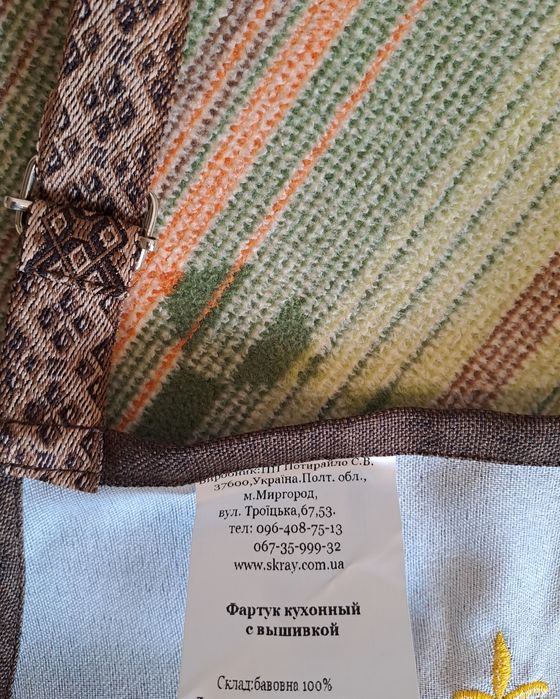 Виробник:ПП Потирайло С.В.
37600,Україна.Полт. обл.,
м.Миргород,
вул. Троїцька,67,53.
тел: 096-408-75-13
067-35-999-32
www.skray.com.ua
Фартук кухонный
с вышивкой
Склад:бавовна 100%